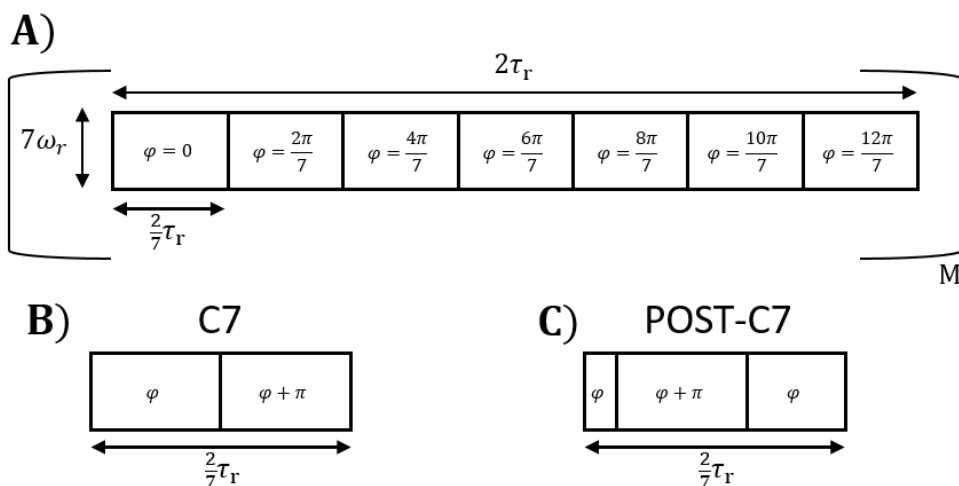 A)
2τr
7ωr
φ = 0
φ = 2π/7
φ = 4π/7
φ = 6π/7
φ = 8π/7
φ = 10π/7
φ = 12π/7
2/7 τr
M
B) C7
φ
φ + π
2/7 τr
C) POST-C7
φ
φ + π
φ
2/7 τr